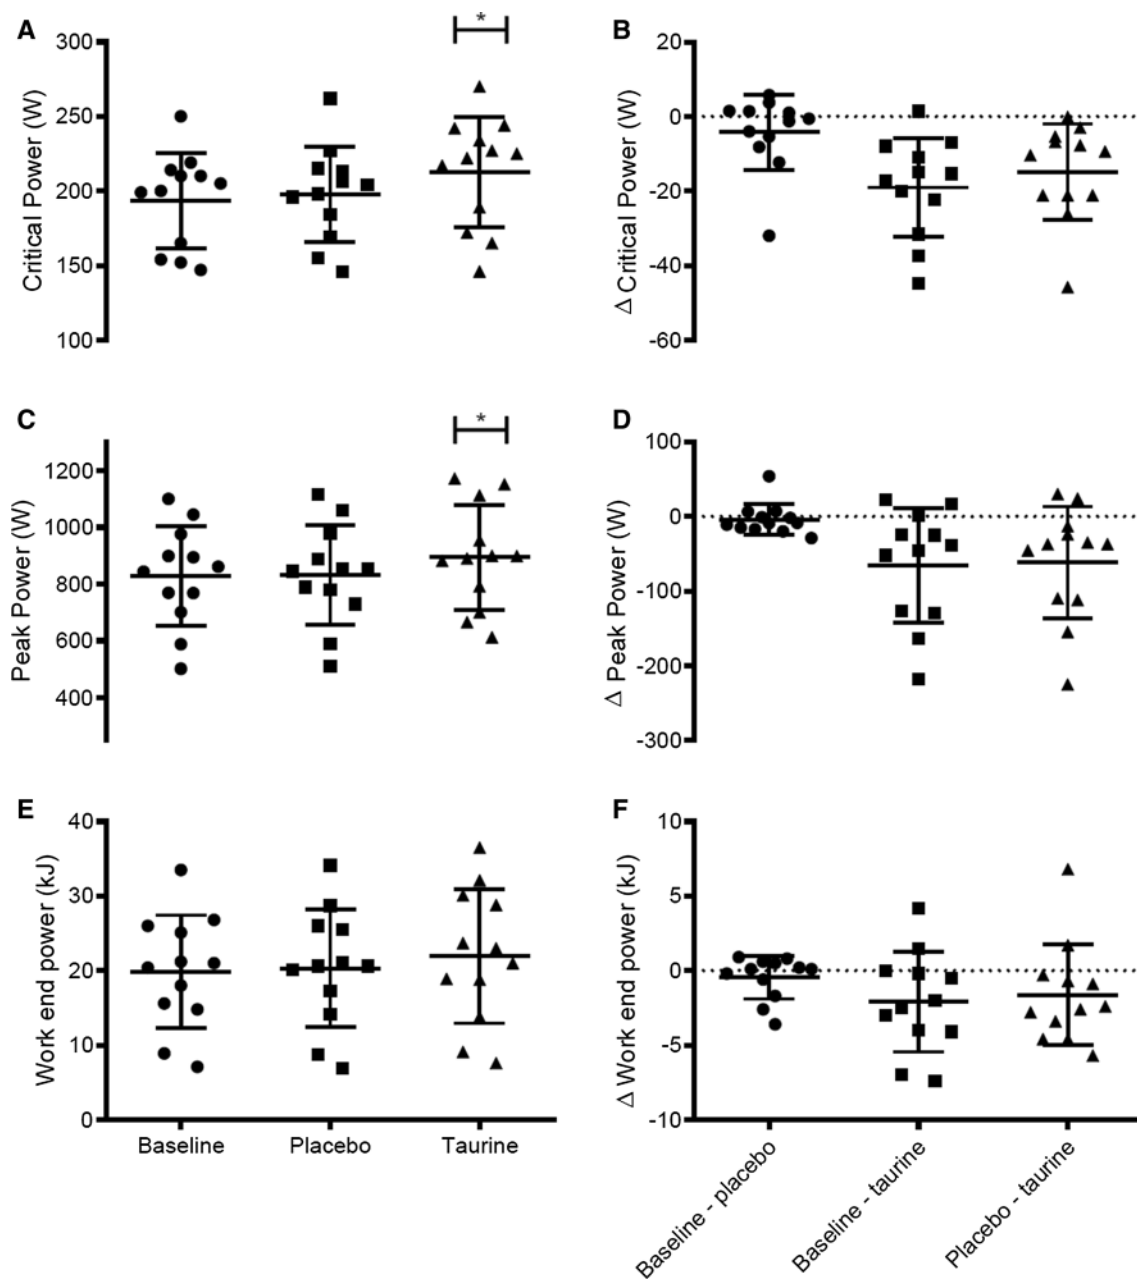 A
*
Critical Power (W)
300
250
200
150
100
B
Δ Critical Power (W)
20
0
-20
-40
-60
C
*
Peak Power (W)
1200
1000
800
600
400
D
Δ Peak Power (W)
100
0
-100
-200
-300
E
Work end power (kJ)
40
30
20
10
0
Baseline
Placebo
Taurine
F
Δ Work end power (kJ)
10
5
0
-5
-10
Baseline - placebo
Baseline - taurine
Placebo - taurine